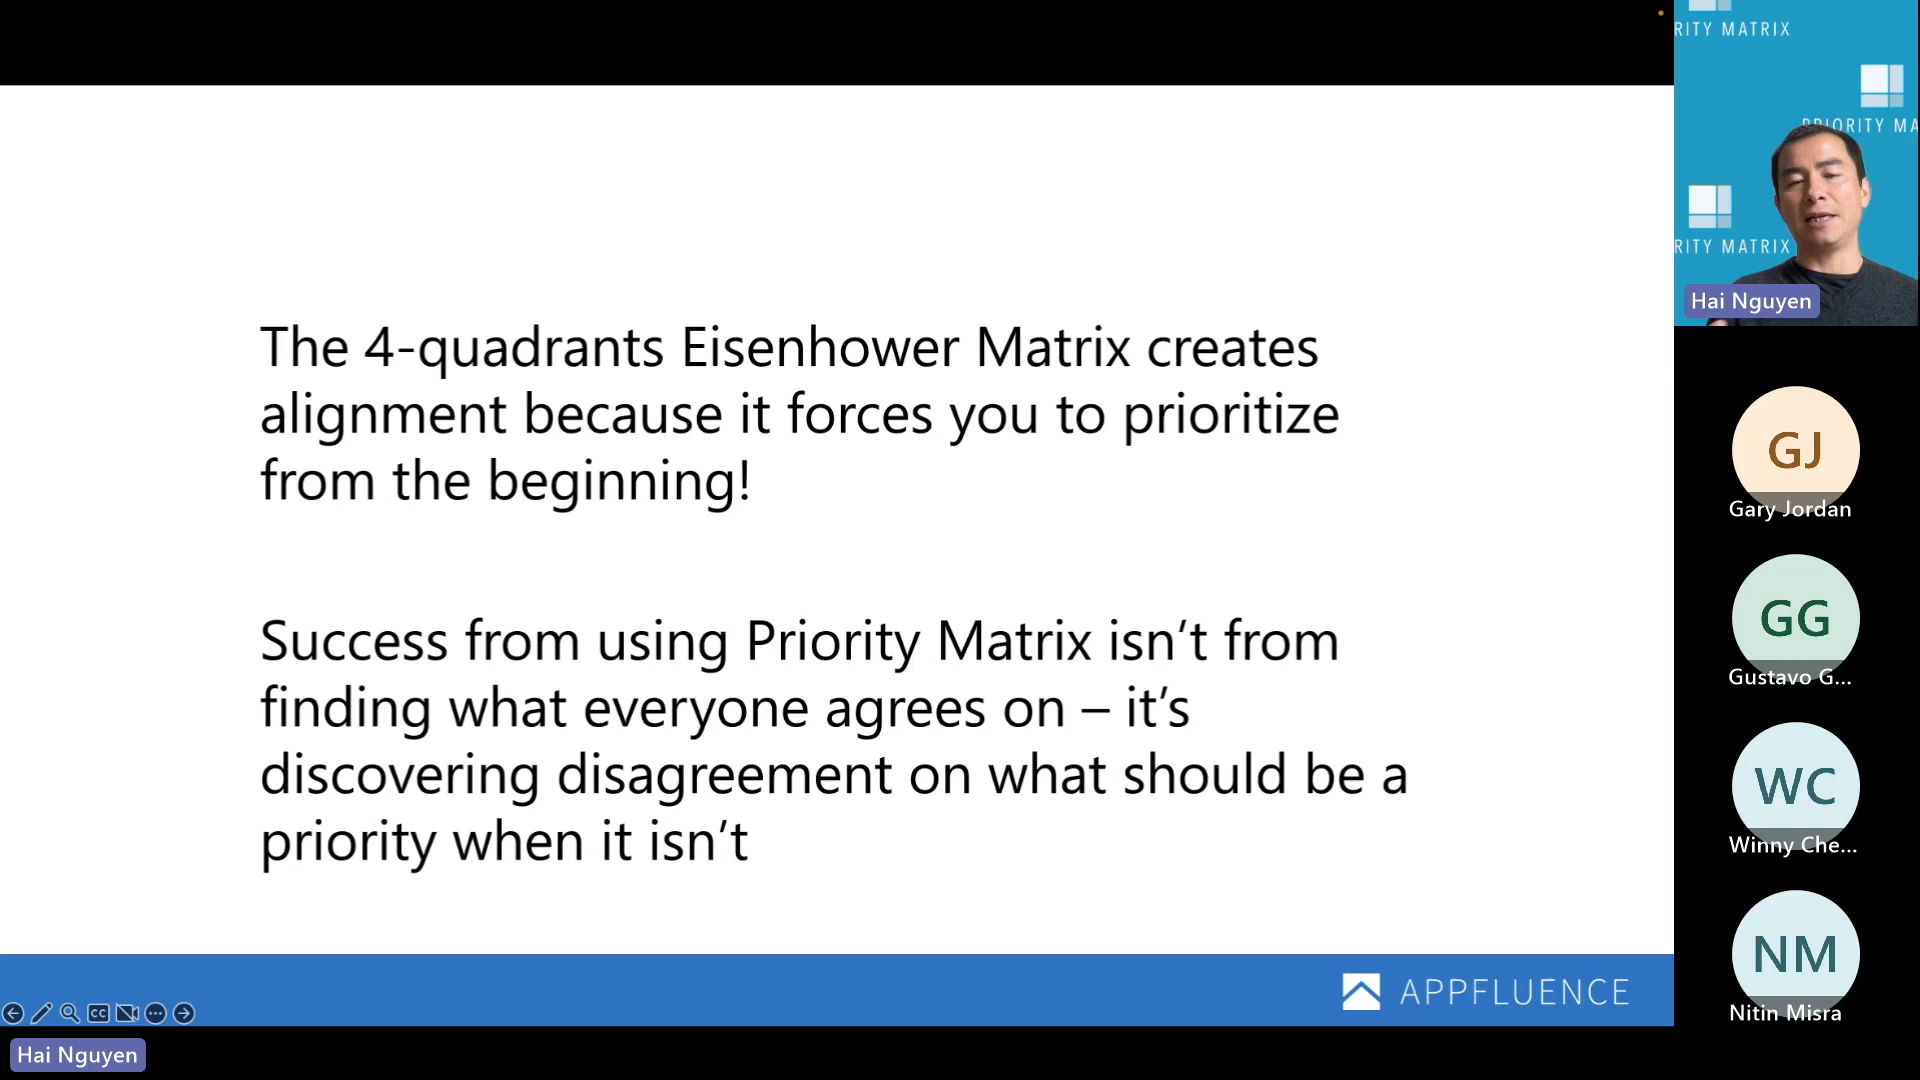 The 4-quadrants Eisenhower Matrix creates
alignment because it forces you to prioritize
from the beginning!
Success from using Priority Matrix isn’t from
finding what everyone agrees on – it’s
discovering disagreement on what should be a
priority when it isn’t
APPFLUENCE
CC
Hai Nguyen
RITY MATRIX
PRIORITY MA
RITY MATRIX
Hai Nguyen
GJ
Gary Jordan
GG
Gustavo G...
WC
Winny Che...
NM
Nitin Misra